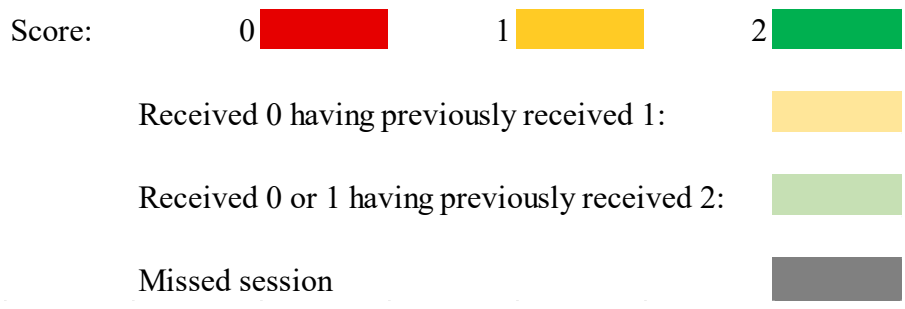 Score: 0 1 2
Received 0 having previously received 1:
Received 0 or 1 having previously received 2:
Missed session